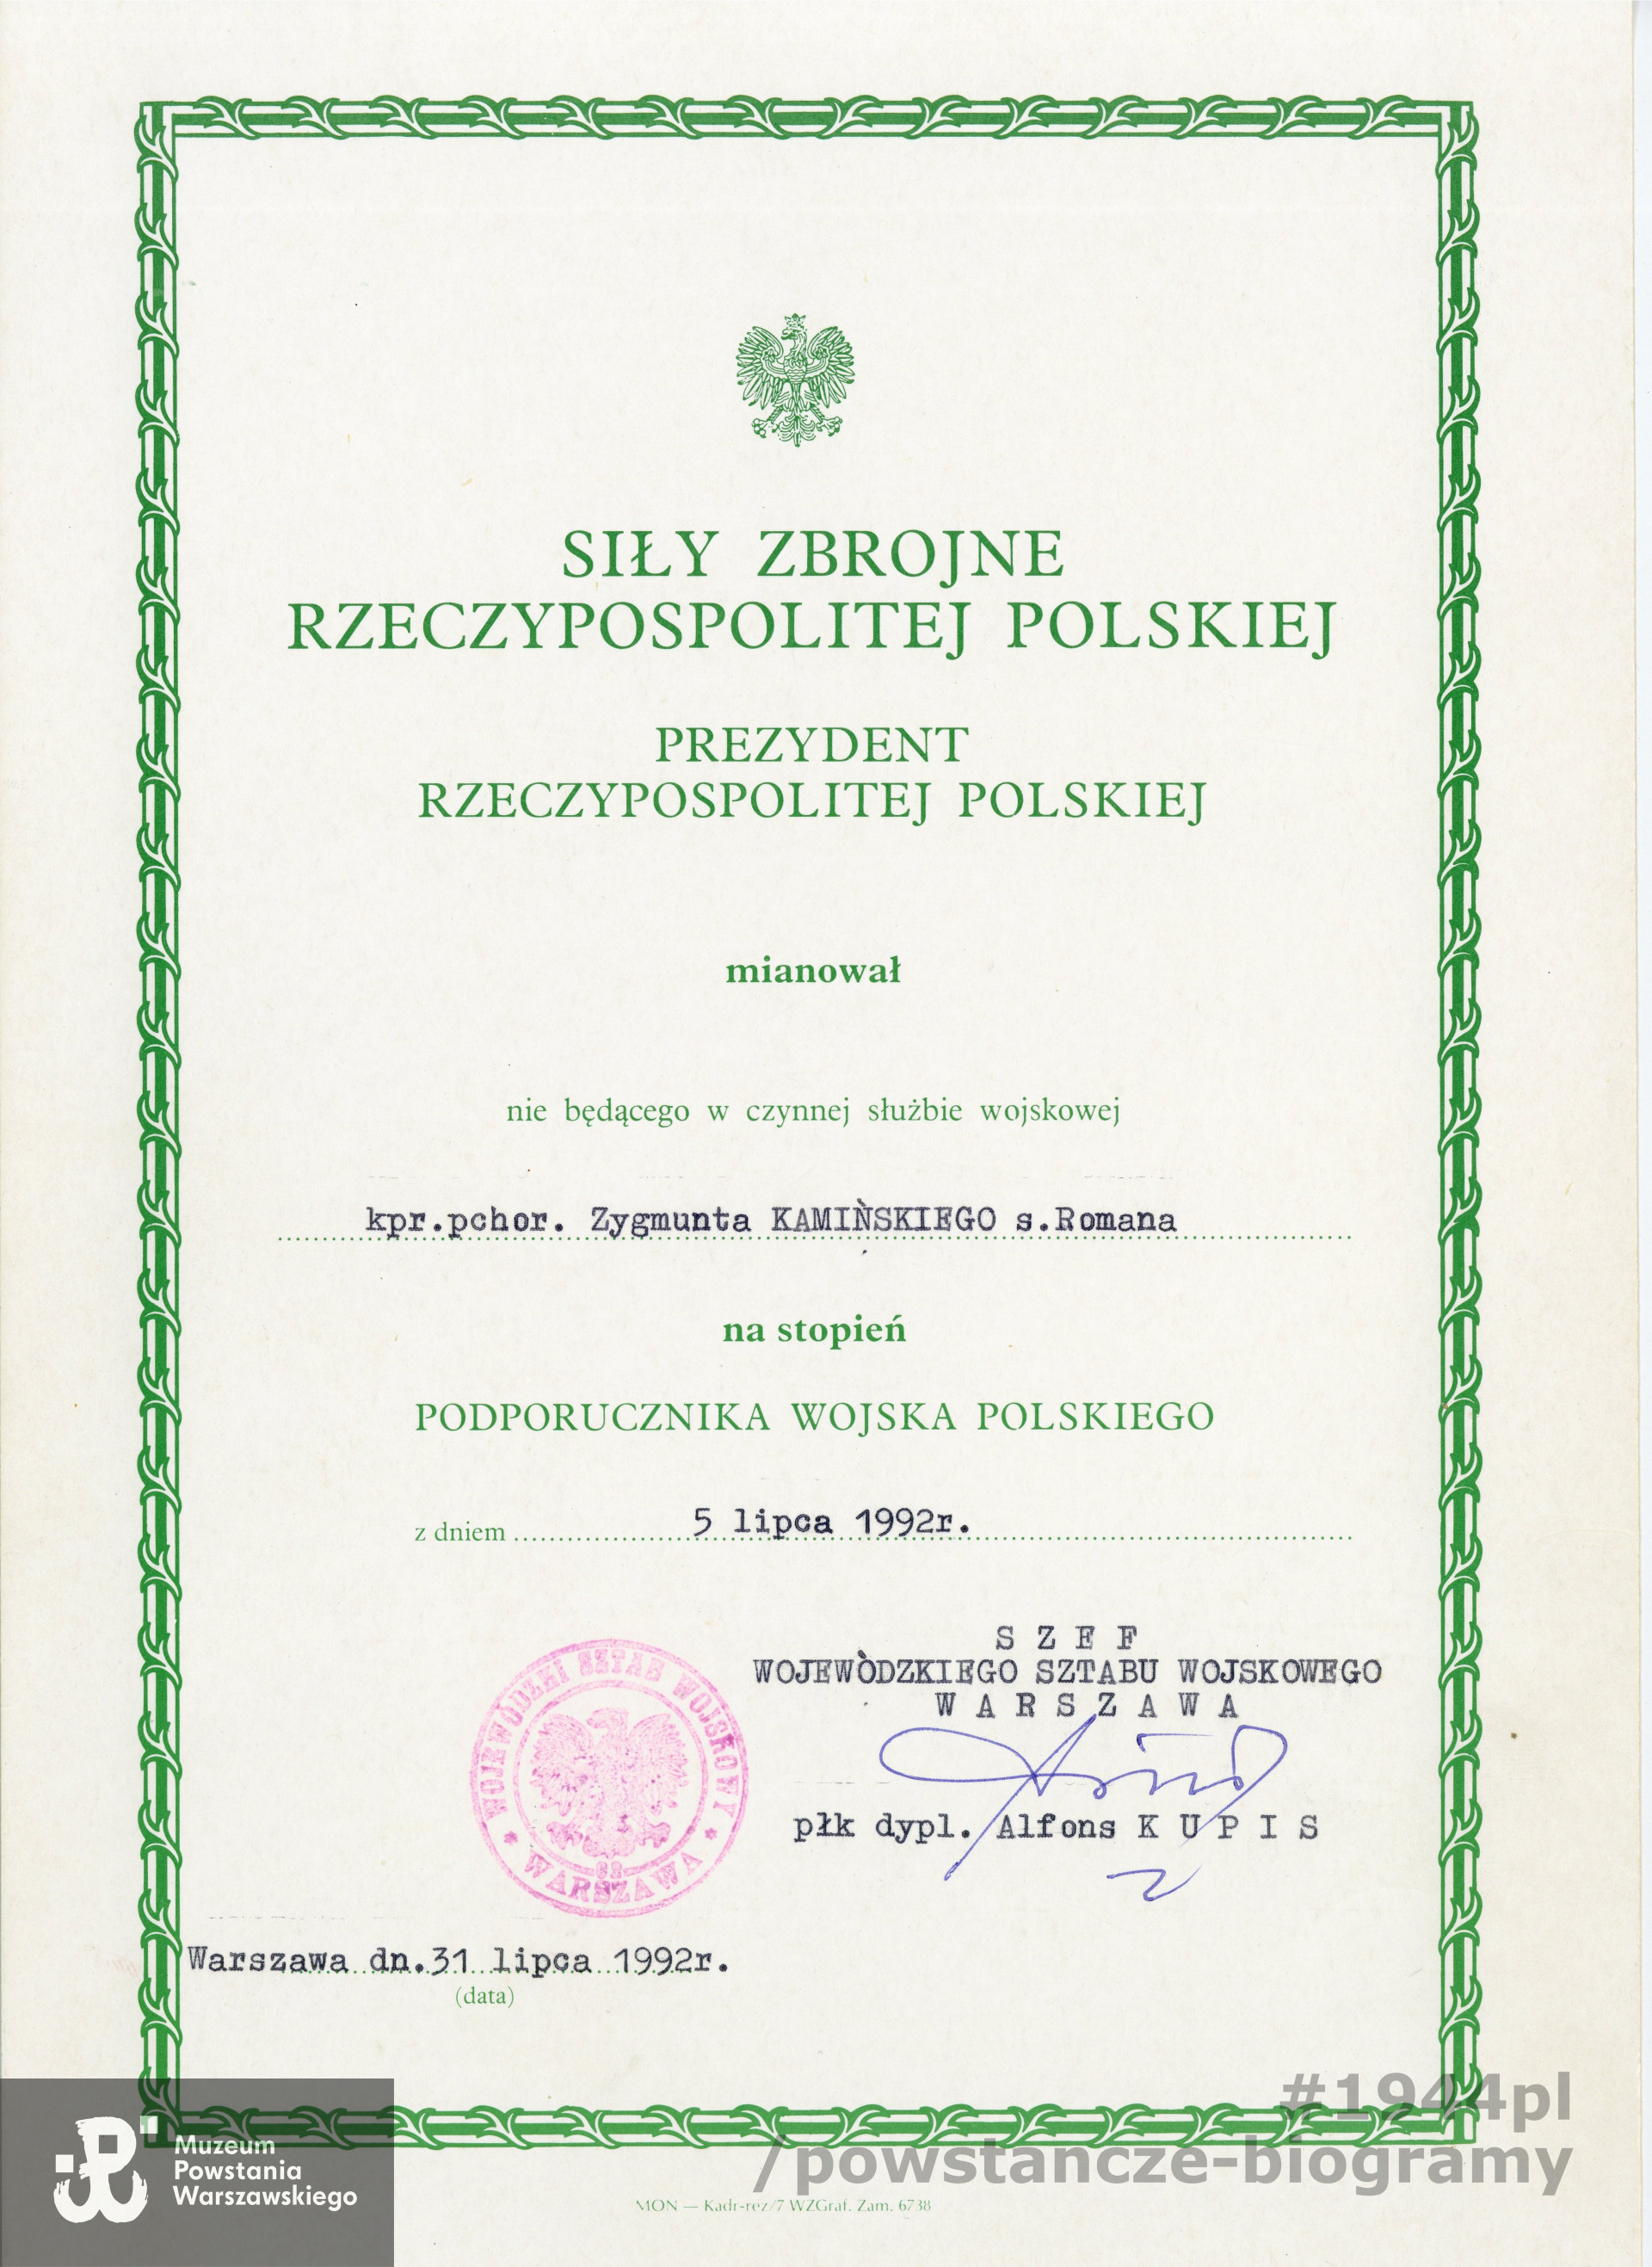 SIŁY ZBROJNE
RZECZYPOSPOLITEJ POLSKIEJ
PREZYDENT
RZECZYPOSPOLITEJ POLSKIEJ
mianował
nie będącego w czynnej służbie wojskowej
kpr.pchor. Zygmunta KAMIŃSKIEGO s.Romana
na stopień
PODPORUCZNIKA WOJSKA POLSKIEGO
z dniem 5 lipca 1992r.
S Z E F
WOJEWÒDZKIEGO SZTABU WOJSKOWEGO
W A R S Z A W A
płk dypl. Alfons K U P I S
WOJEWÓDZKI SZTAB WOJSKOWY
* WARSZAWA *
Warszawa dn.31 lipca 1992r.
(data)
#1944pl
/powstancze-biogramy
Muzeum
Powstania
Warszawskiego
MON — Kadr-rez/7 WZGraf. Zam. 6738